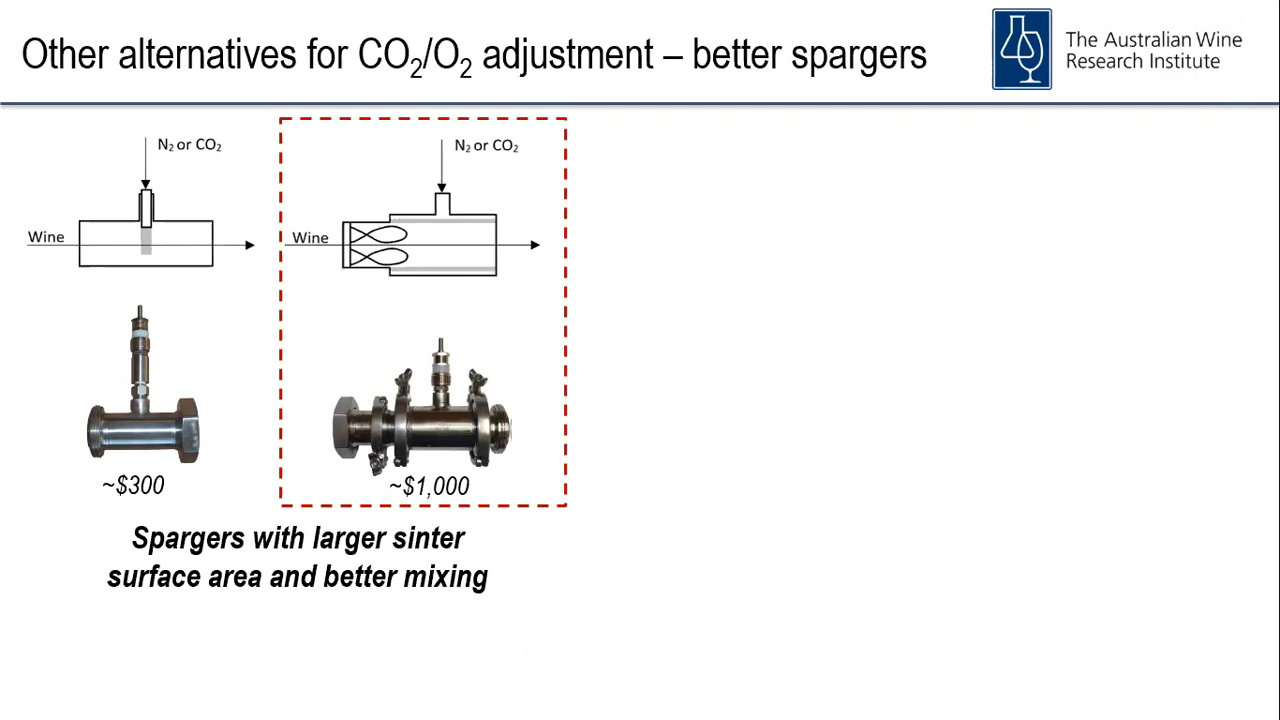 Other alternatives for CO₂/O₂ adjustment – better spargers
The Australian Wine
Research Institute
N₂ or CO₂
Wine
N₂ or CO₂
Wine
~$300
~$1,000
Spargers with larger sinter
surface area and better mixing